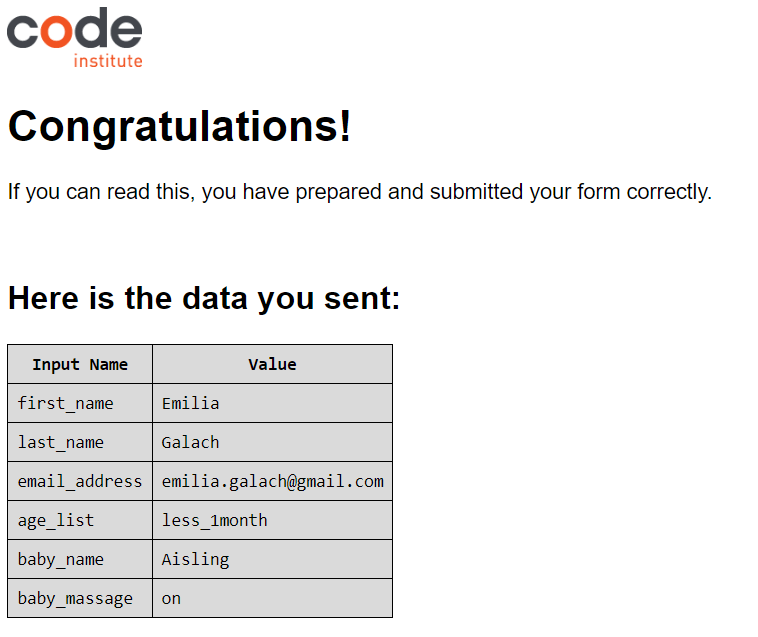 code
institute
Congratulations!
If you can read this, you have prepared and submitted your form correctly.
Here is the data you sent:
Input Name Value
first_name Emilia
last_name Galach
email_address emilia.galach@gmail.com
age_list less_1month
baby_name Aisling
baby_massage on